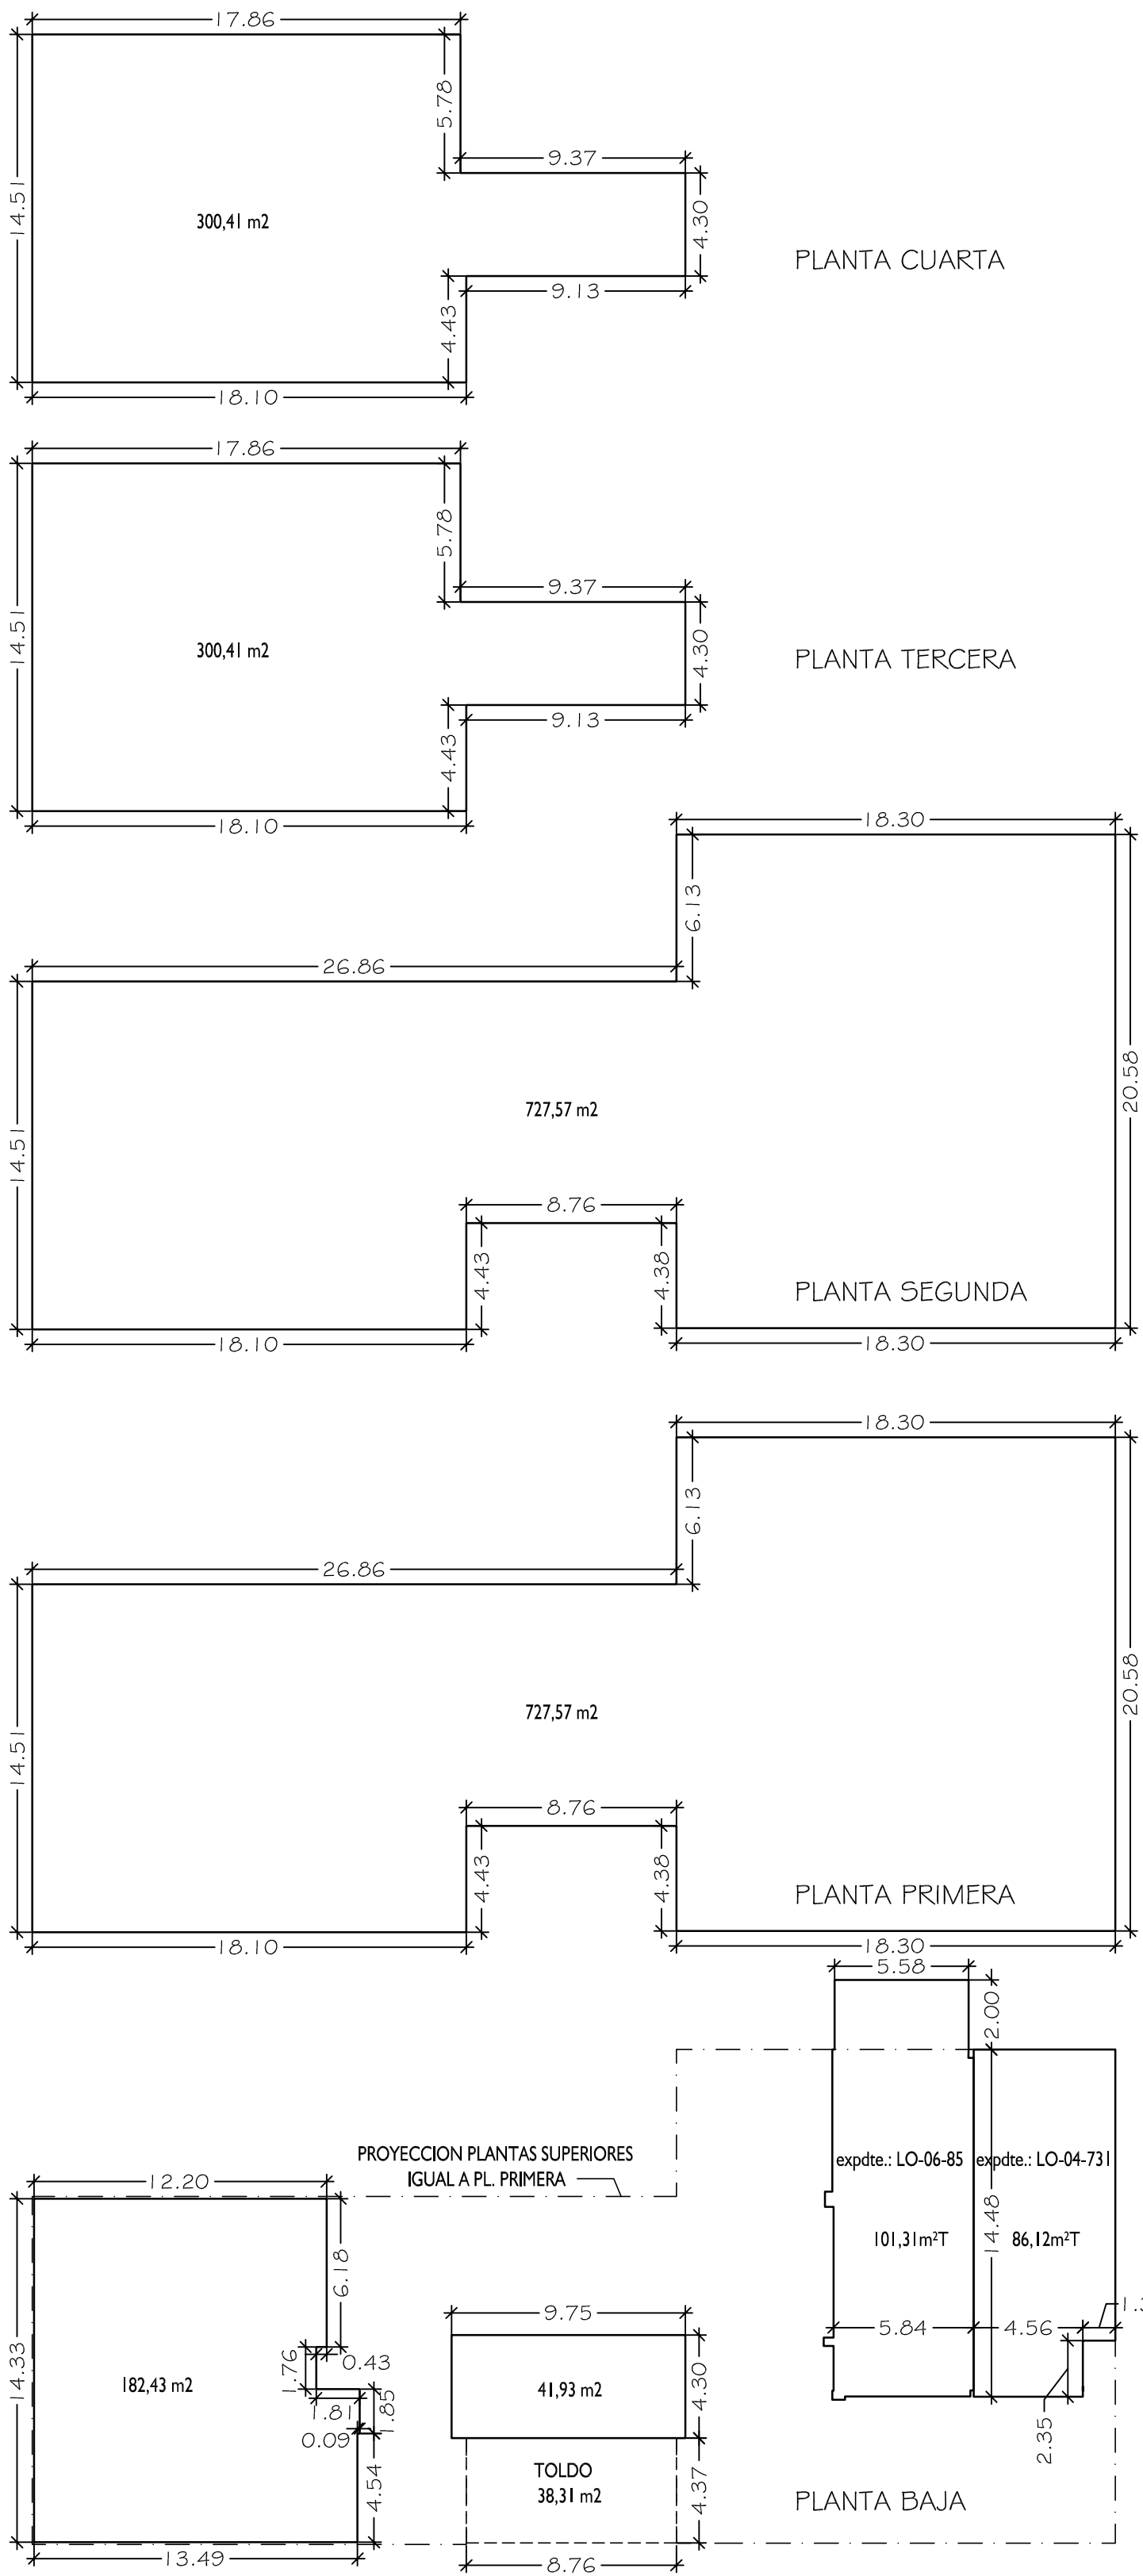 17.86
14.51
5.78
9.37
4.30
300,41 m2
PLANTA CUARTA
4.43
9.13
18.10
17.86
14.51
5.78
9.37
4.30
300,41 m2
PLANTA TERCERA
4.43
9.13
18.10
18.30
6.13
26.86
20.58
14.51
727,57 m2
8.76
4.43
4.38
PLANTA SEGUNDA
18.10
18.30
18.30
6.13
26.86
20.58
14.51
727,57 m2
8.76
4.43
4.38
PLANTA PRIMERA
18.10
18.30
5.58
2.00
PROYECCION PLANTAS SUPERIORES
IGUAL A PL. PRIMERA
expdte.: LO-06-85
expdte.: LO-04-731
12.20
14.48
101,31m²T
86,12m²T
6.18
14.33
9.75
5.84
4.56
1.76
0.43
182,43 m2
41,93 m2
4.30
1.81
1.85
0.09
2.35
4.54
TOLDO
38,31 m2
4.37
PLANTA BAJA
13.49
8.76